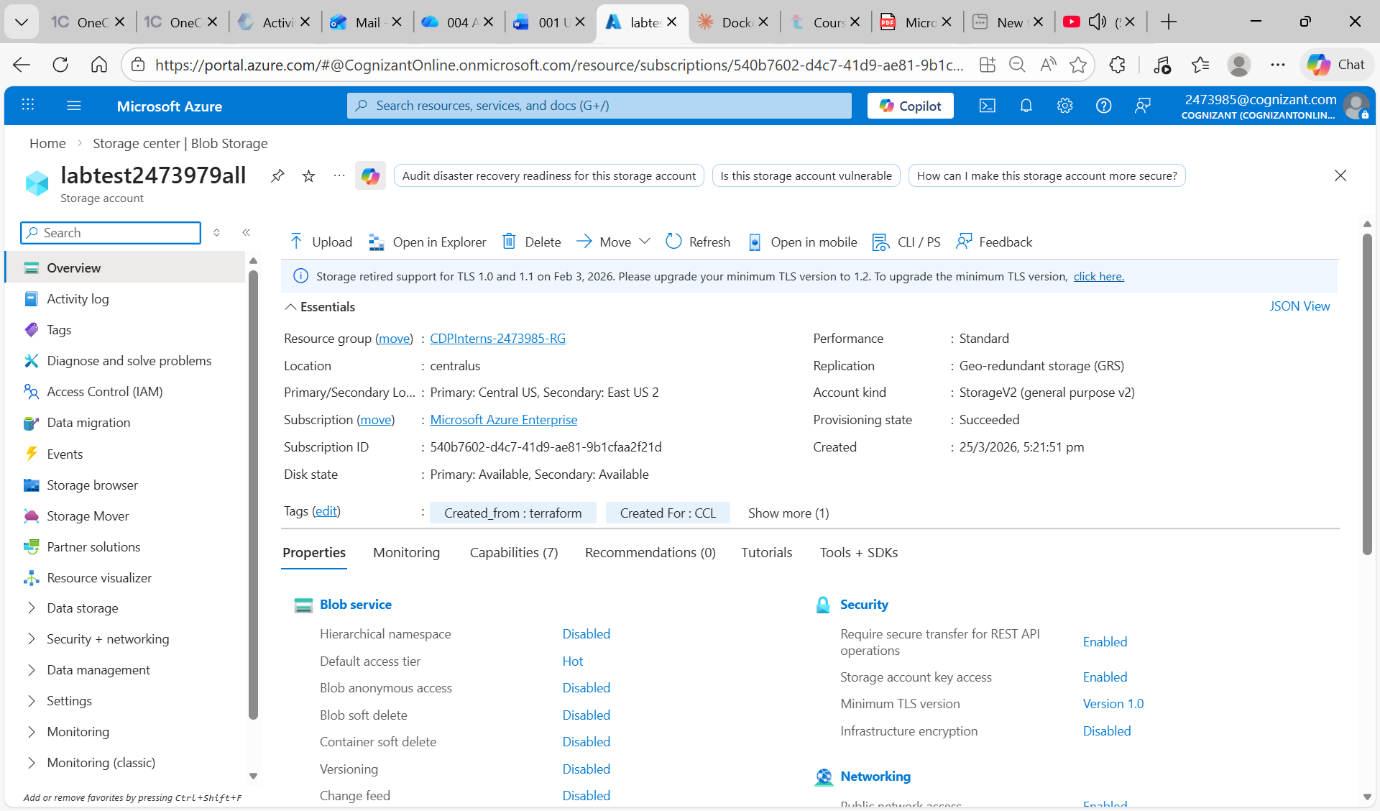 1C OneC
1C OneC
Activi
Mail -
004 A
001 U
labte
Dock
Cours
Micro
New
https://portal.azure.com/#@CognizantOnline.onmicrosoft.com/resource/subscriptions/540b7602-d4c7-41d9-ae81-9b1c...
Chat
Microsoft Azure
Search resources, services, and docs (G+/)
Copilot
2473985@cognizant.com
COGNIZANT (COGNIZANTONLIN...
Home > Storage center | Blob Storage
labtest2473979all
Storage account
Audit disaster recovery readiness for this storage account
Is this storage account vulnerable
How can I make this storage account more secure?
Search
Overview
Activity log
Tags
Diagnose and solve problems
Access Control (IAM)
Data migration
Events
Storage browser
Storage Mover
Partner solutions
Resource visualizer
Data storage
Security + networking
Data management
Settings
Monitoring
Monitoring (classic)
Add or remove favorites by pressing Ctrl+Shift+F
Upload Open in Explorer Delete Move Refresh Open in mobile CLI / PS Feedback
Storage retired support for TLS 1.0 and 1.1 on Feb 3, 2026. Please upgrade your minimum TLS version to 1.2. To upgrade the minimum TLS version, click here.
Essentials
JSON View
Resource group (move) : CDPInterns-2473985-RG
Location : centralus
Primary/Secondary Lo... : Primary: Central US, Secondary: East US 2
Subscription (move) : Microsoft Azure Enterprise
Subscription ID : 540b7602-d4c7-41d9-ae81-9b1cfaa2f21d
Disk state : Primary: Available, Secondary: Available
Performance : Standard
Replication : Geo-redundant storage (GRS)
Account kind : StorageV2 (general purpose v2)
Provisioning state : Succeeded
Created : 25/3/2026, 5:21:51 pm
Tags (edit) : Created_from : terraform Created For : CCL Show more (1)
Properties Monitoring Capabilities (7) Recommendations (0) Tutorials Tools + SDKs
Blob service
Hierarchical namespace Disabled
Default access tier Hot
Blob anonymous access Disabled
Blob soft delete Disabled
Container soft delete Disabled
Versioning Disabled
Change feed Disabled
Security
Require secure transfer for REST API
operations Enabled
Storage account key access Enabled
Minimum TLS version Version 1.0
Infrastructure encryption Disabled
Networking
Public network access Enabled